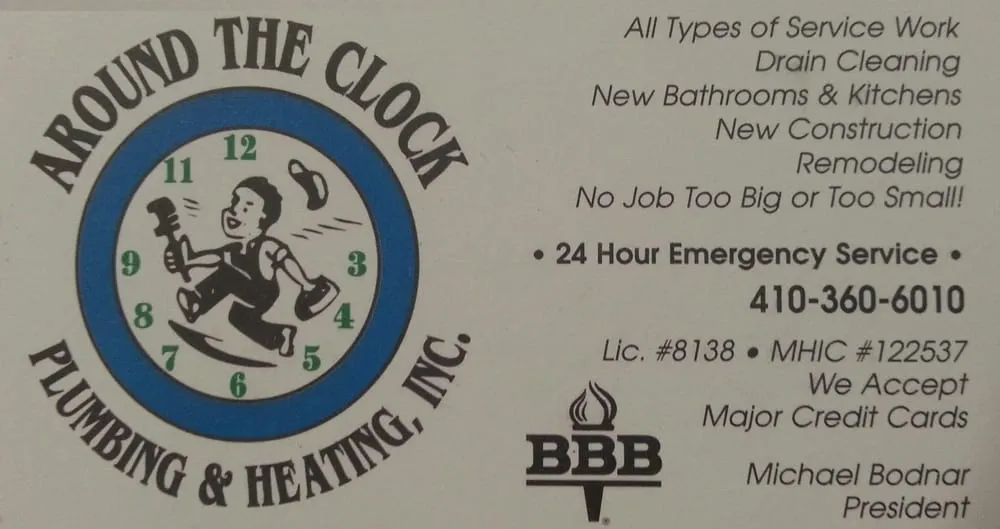 AROUND THE CLOCK
12
11
9
3
8
4
7
5
6
PLUMBING & HEATING, INC.
All Types of Service Work
Drain Cleaning
New Bathrooms & Kitchens
New Construction
Remodeling
No Job Too Big or Too Small!
• 24 Hour Emergency Service •
410-360-6010
Lic. #8138 • MHIC #122537
We Accept
Major Credit Cards
BBB
Michael Bodnar
President